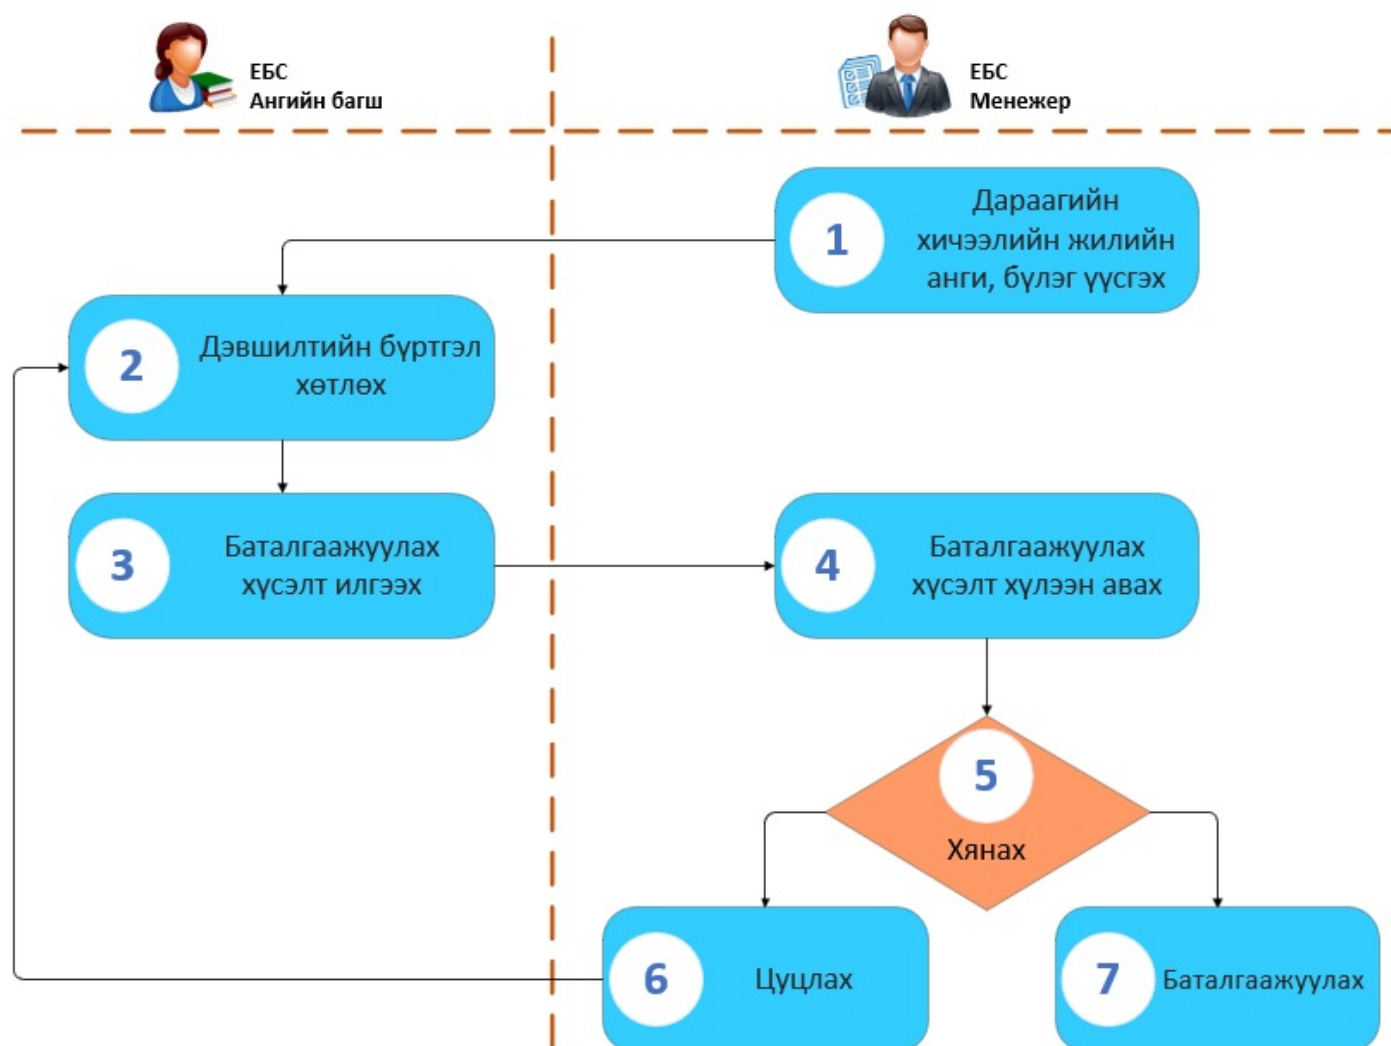 ЕБС
Ангийн багш
ЕБС
Менежер
1
Дараагийн
хичээлийн жилийн
анги, бүлэг үүсгэх
2
Дэвшилтийн бүртгэл
хөтлөх
3
Баталгаажуулах
хүсэлт илгээх
4
Баталгаажуулах
хүсэлт хүлээн авах
5
Хянах
6
Цуцлах
7
Баталгаажуулах